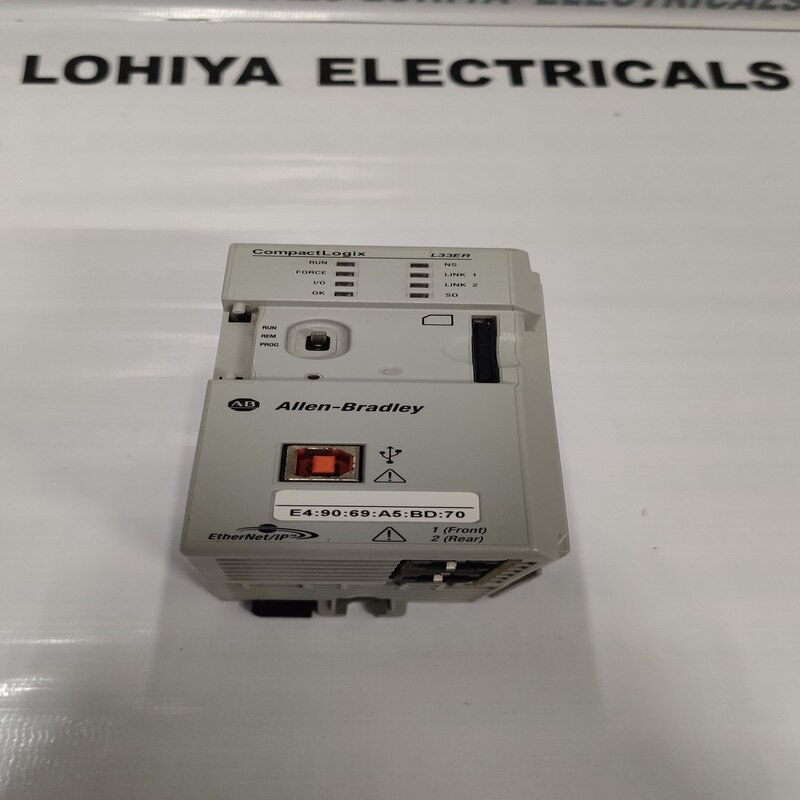 LOHIYA ELECTRICALS
CompactLogix L33ER
RUN NS
FORCE LINK 1
I/O LINK 2
OK SD
RUN
REM
PROG
AB Allen-Bradley
E4:90:69:A5:BD:70
EtherNet/IP
1 (Front)
2 (Rear)